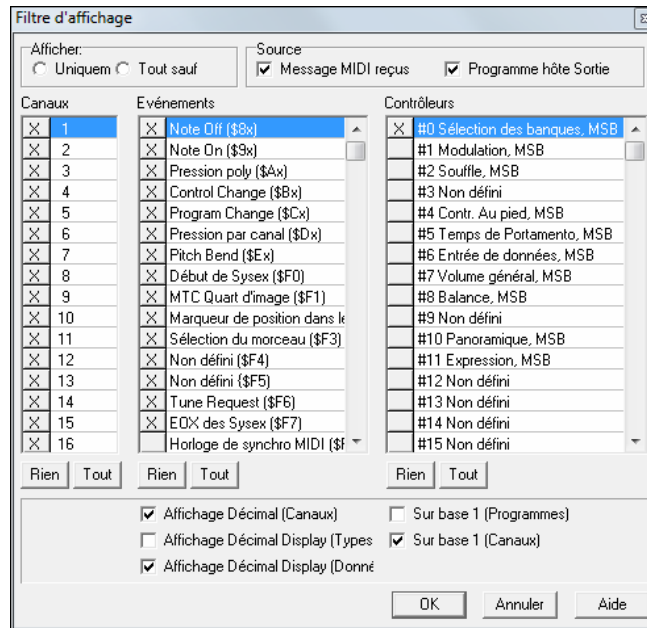 Filtre d'affichage
Afficher:
Uniquem Tout sauf
Source
Message MIDI reçus Programme hôte Sortie
Canaux
X 1
X 2
X 3
X 4
X 5
X 6
X 7
X 8
X 9
X 10
X 11
X 12
X 13
X 14
X 15
X 16
Rien Tout
Evénements
X Note Off ($8x)
X Note On ($9x)
X Pression poly ($Ax)
X Control Change ($Bx)
X Program Change ($Cx)
X Pression par canal ($Dx)
X Pitch Bend ($Ex)
X Début de Sysex ($F0)
X MTC Quart d'image ($F1)
X Marqueur de position dans le
X Sélection du morceau ($F3)
X Non défini ($F4)
X Non défini {$F5)
X Tune Request ($F6)
X EOX des Sysex ($F7)
Horloge de synchro MIDI ($F
Rien Tout
Contrôleurs
X #0 Sélection des banques, MSB
#1 Modulation, MSB
#2 Souffle, MSB
#3 Non défini
#4 Contr. Au pied, MSB
#5 Temps de Portamento, MSB
#6 Entrée de données, MSB
#7 Volume général, MSB
#8 Balance, MSB
#9 Non défini
#10 Panoramique, MSB
#11 Expression, MSB
#12 Non défini
#13 Non défini
#14 Non défini
#15 Non défini
Rien Tout
Affichage Décimal (Canaux)
Affichage Décimal Display (Types
Affichage Décimal Display (Donné
Sur base 1 (Programmes)
Sur base 1 (Canaux)
OK Annuler Aide